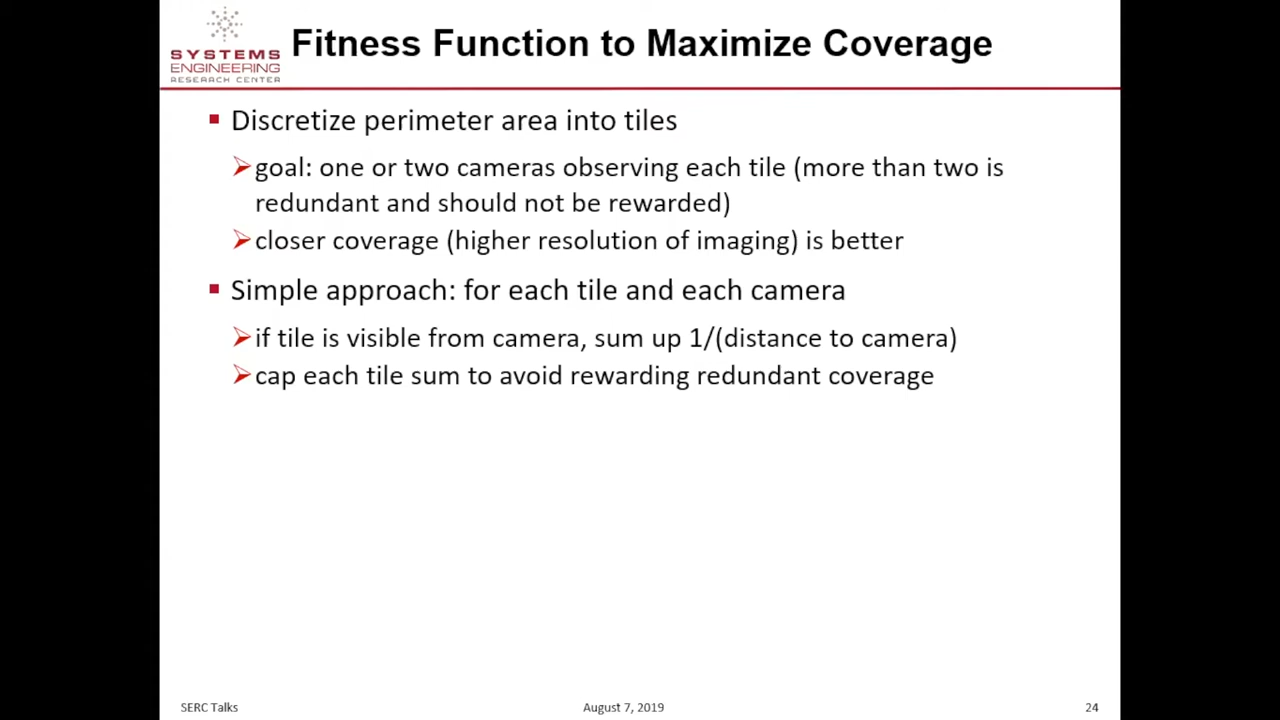 SYSTEMS
ENGINEERING
RESEARCH CENTER
Fitness Function to Maximize Coverage
Discretize perimeter area into tiles
goal: one or two cameras observing each tile (more than two is
redundant and should not be rewarded)
closer coverage (higher resolution of imaging) is better
Simple approach: for each tile and each camera
if tile is visible from camera, sum up 1/(distance to camera)
cap each tile sum to avoid rewarding redundant coverage
SERC Talks
August 7, 2019
24